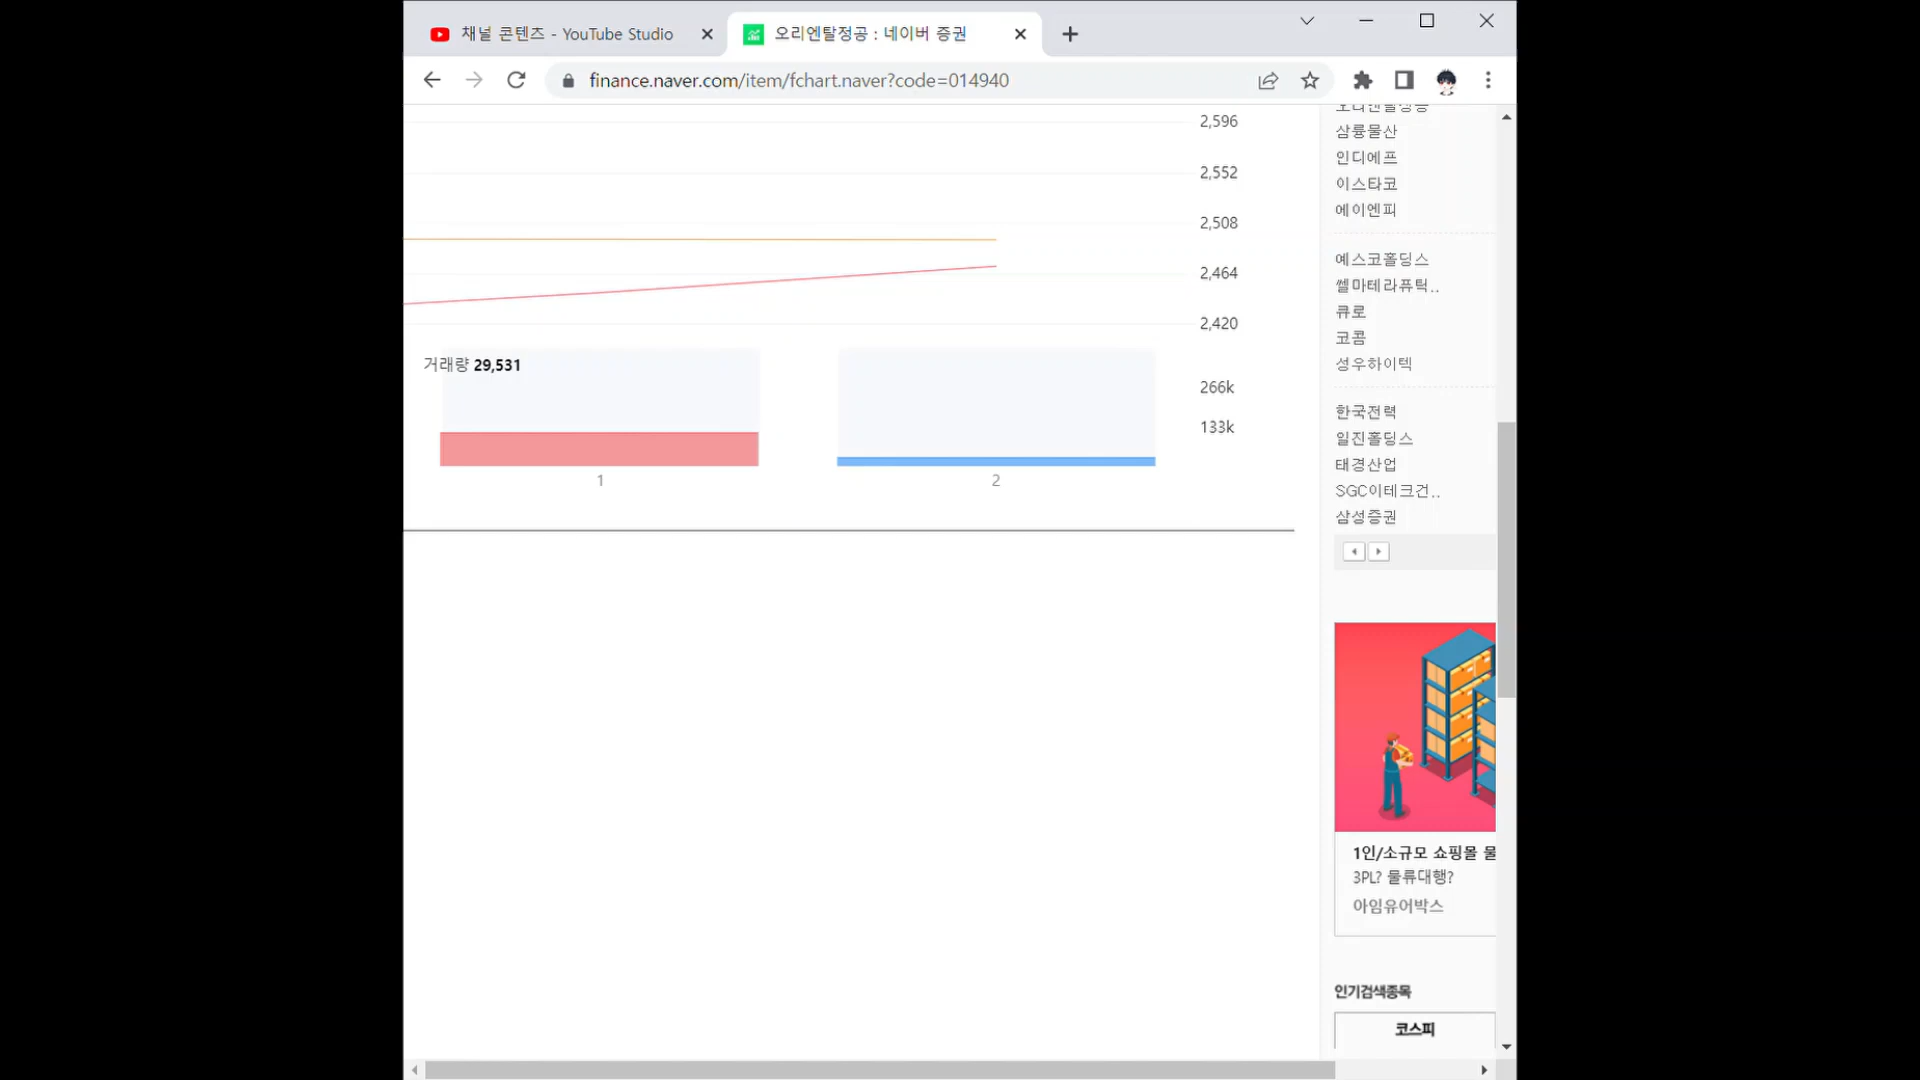 채널 콘텐츠 - YouTube Studio
오리엔탈정공 : 네이버 증권
finance.naver.com/item/fchart.naver?code=014940
2,596
2,552
2,508
2,464
2,420
거래량 29,531
266k
133k
1
2
오리엔탈정공
삼륭물산
인디에프
이스타코
에이엔피
예스코홀딩스
쎌마테라퓨틱..
큐로
코콤
성우하이텍
한국전력
일진홀딩스
태경산업
SGC이테크건..
삼성증권
1인/소규모 쇼핑몰 물
3PL? 물류대행?
아임유어박스
인기검색종목
코스피